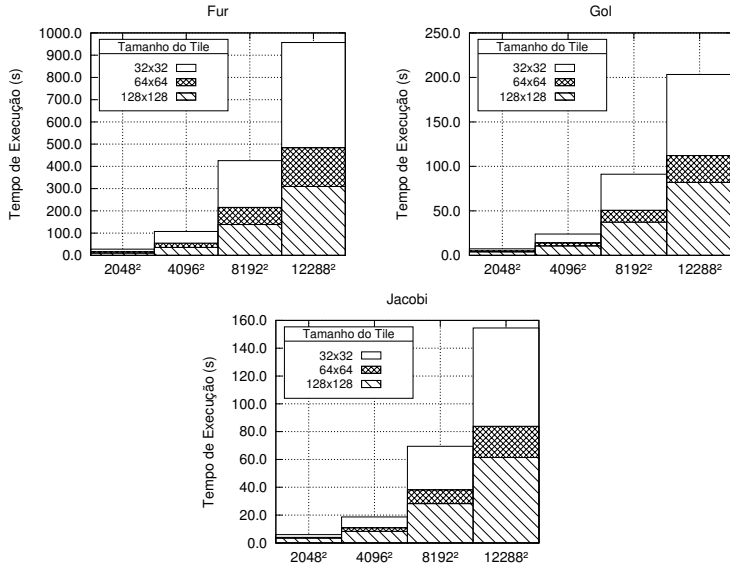 Fur
Tempo de Execução (s)
1000.0
900.0
800.0
700.0
600.0
500.0
400.0
300.0
200.0
100.0
0.0
Tamanho do Tile
32x32
64x64
128x128
2048²
4096²
8192²
12288²
Gol
Tempo de Execução (s)
250.0
200.0
150.0
100.0
50.0
0.0
Tamanho do Tile
32x32
64x64
128x128
2048²
4096²
8192²
12288²
Jacobi
Tempo de Execução (s)
160.0
140.0
120.0
100.0
80.0
60.0
40.0
20.0
0.0
Tamanho do Tile
32x32
64x64
128x128
2048²
4096²
8192²
12288²